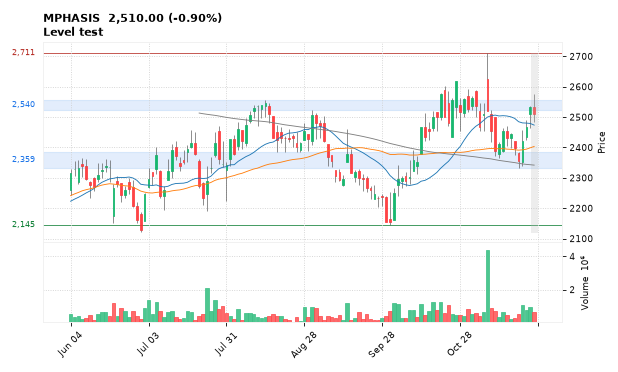 MPHASIS 2,510.00 (-0.90%)
Level test
2,711
2,540
2,359
2,145
2700
2600
2500
2400
2300
2200
2100
Price
4
2
Volume 10⁶
Jun 04
Jul 03
Jul 31
Aug 28
Sep 28
Oct 28